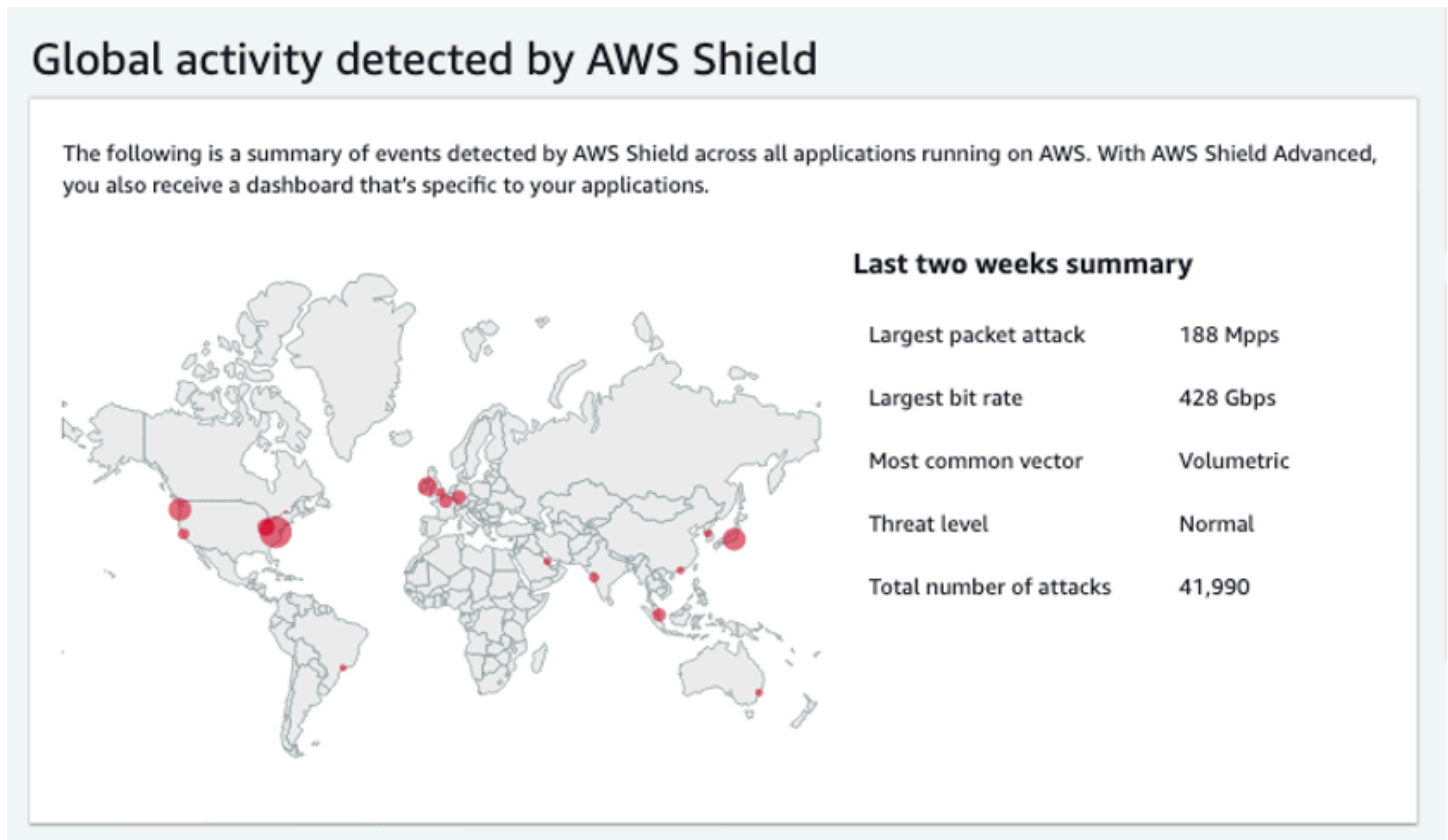 Global activity detected by AWS Shield
The following is a summary of events detected by AWS Shield across all applications running on AWS. With AWS Shield Advanced,
you also receive a dashboard that's specific to your applications.
Last two weeks summary
Largest packet attack 188 Mpps
Largest bit rate 428 Gbps
Most common vector Volumetric
Threat level Normal
Total number of attacks 41,990